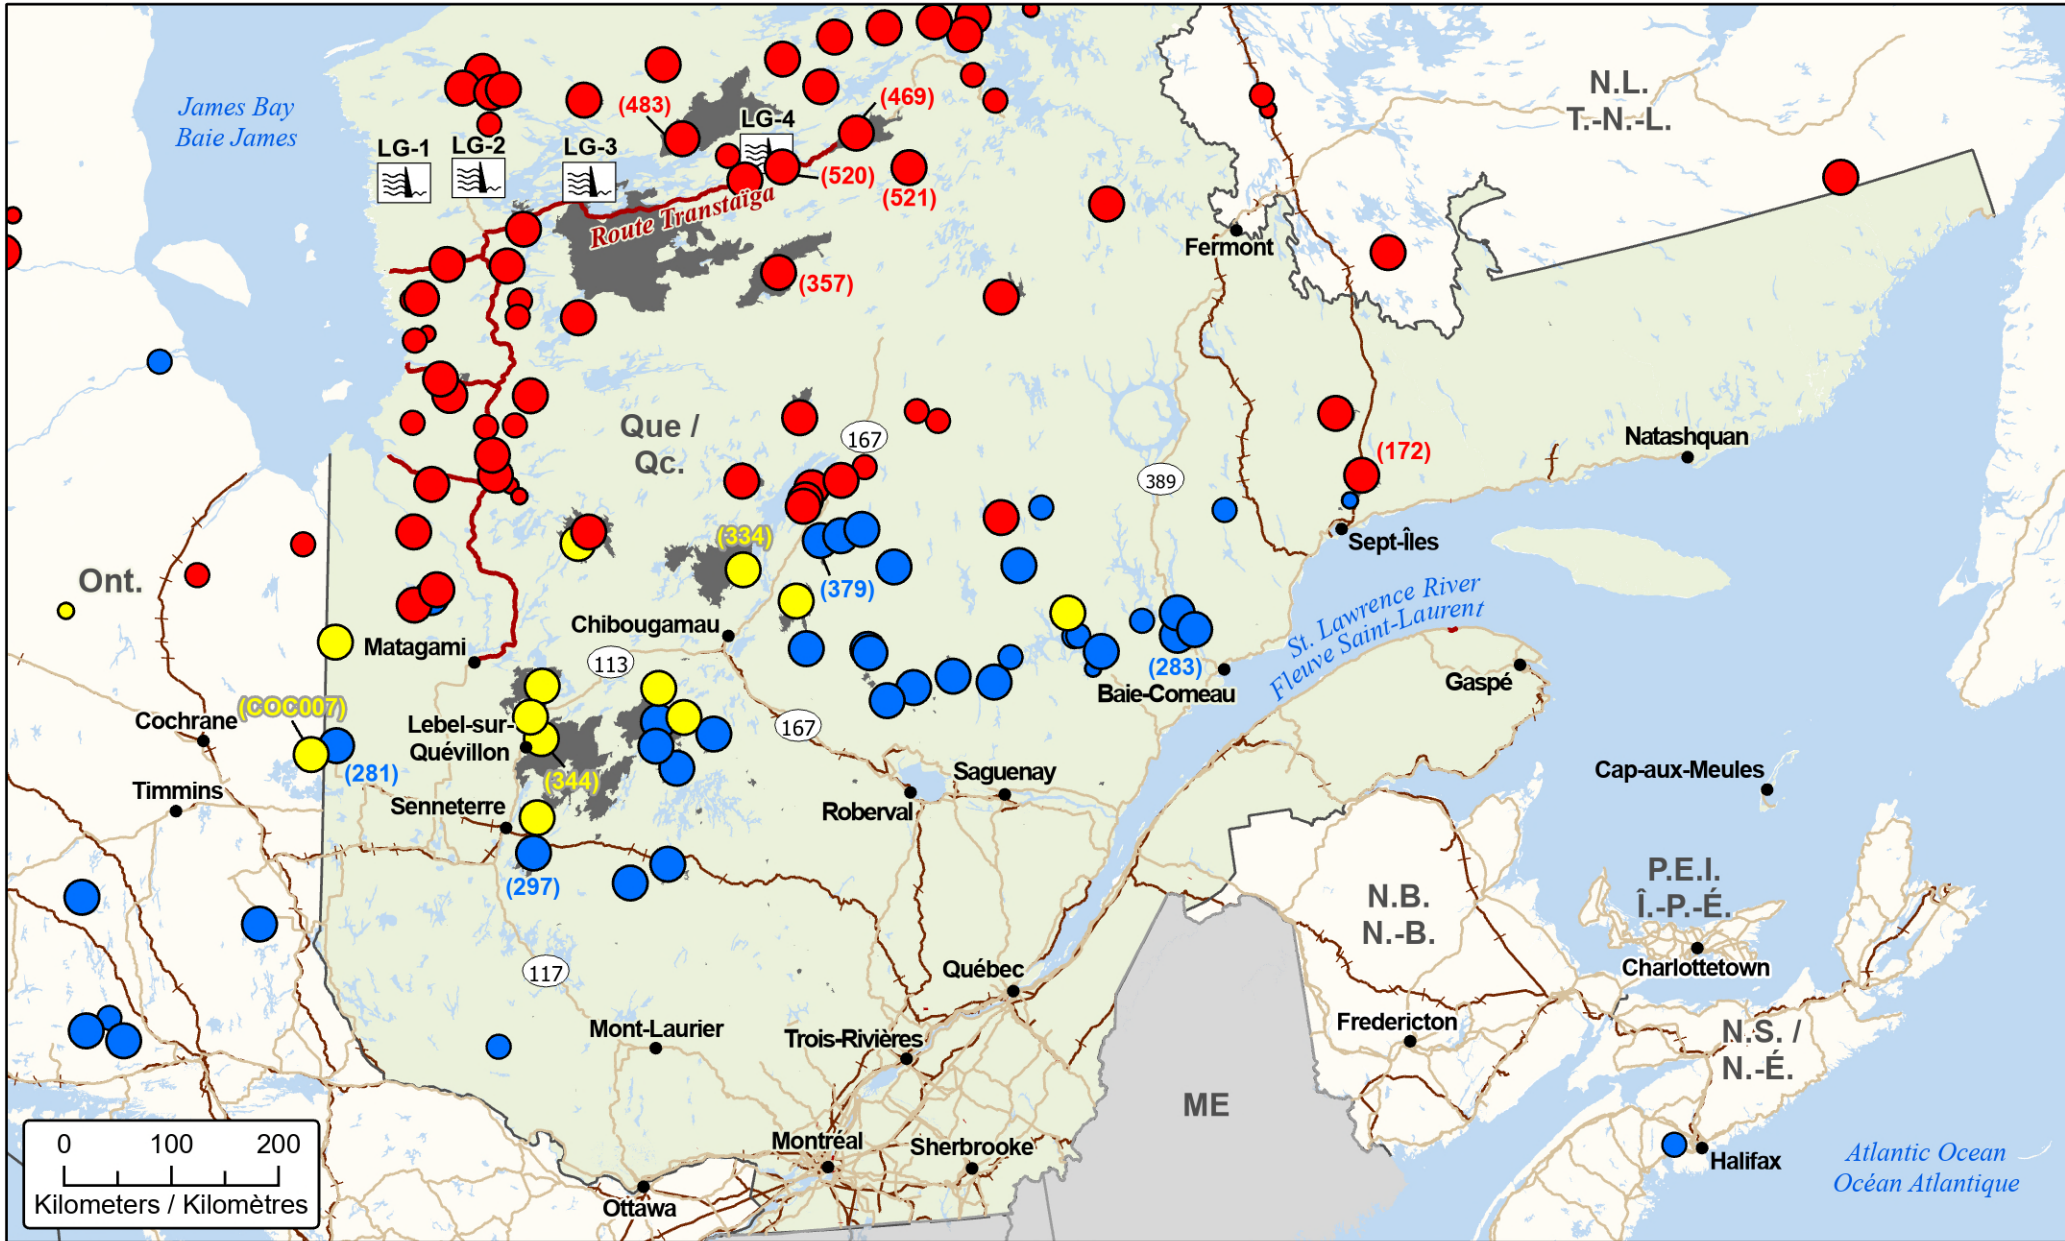 James Bay
Baie James
(483)
(469)
LG-4
LG-1
LG-2
LG-3
(520)
(521)
Route Transtaïga
(357)
N.L.
T.-N.-L.
Fermont
Que /
Qc.
167
389
(172)
Natashquan
Sept-Îles
(334)
(379)
Ont.
Chibougamau
Matagami
113
(283)
Baie-Comeau
St. Lawrence River
Fleuve Saint-Laurent
Gaspé
(COC007)
Cochrane
(281)
Lebel-sur-
Quévillon
(344)
167
Timmins
Senneterre
Roberval
Saguenay
Cap-aux-Meules
(297)
P.E.I.
Î.-P.-É.
N.B.
N.-B.
117
Québec
Charlottetown
Mont-Laurier
Trois-Rivières
Fredericton
N.S. /
N.-É.
ME
Montréal
Sherbrooke
Ottawa
Halifax
Atlantic Ocean
Océan Atlantique
0 100 200
Kilometers / Kilomètres